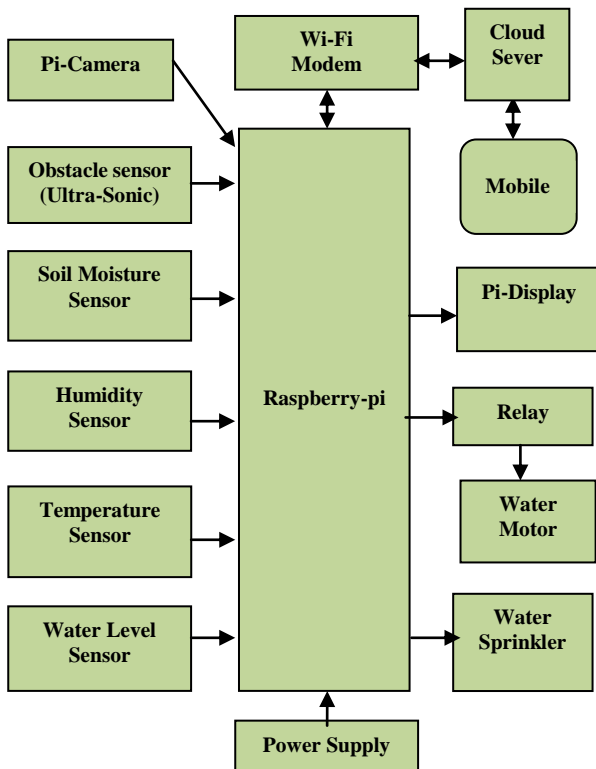 Pi-Camera
Wi-Fi
Modem
Cloud
Sever
Obstacle sensor
(Ultra-Sonic)
Mobile
Soil Moisture
Sensor
Pi-Display
Humidity
Sensor
Raspberry-pi
Relay
Temperature
Sensor
Water
Motor
Water Level
Sensor
Water
Sprinkler
Power Supply